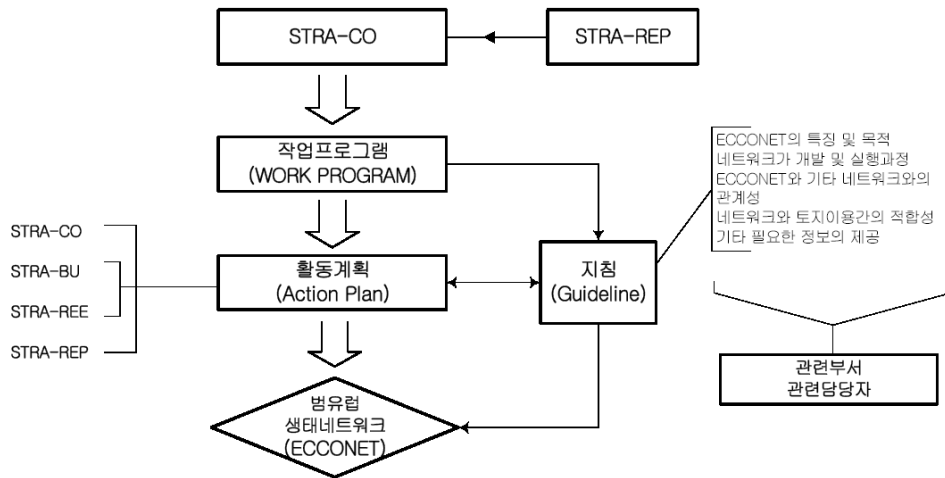 STRA-CO
STRA-REP
작업프로그램
(WORK PROGRAM)
ECCONET의 특징 및 목적
네트워크가 개발 및 실행과정
ECCONET와 기타 네트워크와의
관계성
네트워크와 토지이용간의 적합성
기타 필요한 정보의 제공
STRA-CO
STRA-BU
STRA-REE
STRA-REP
활동계획
(Action Plan)
지침
(Guideline)
관련부서
관련담당자
범유럽
생태네트워크
(ECCONET)